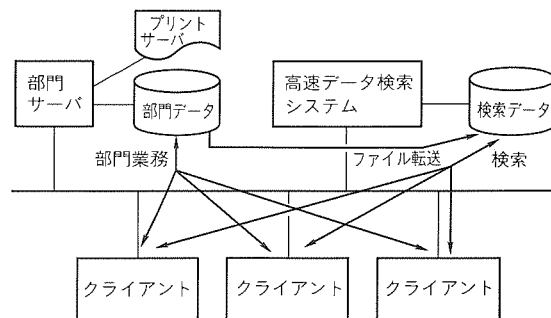 プリント
サーバ
部門
サーバ
部門データ
高速データ検索
システム
検索データ
部門業務
ファイル転送
検索
クライアント
クライアント
クライアント